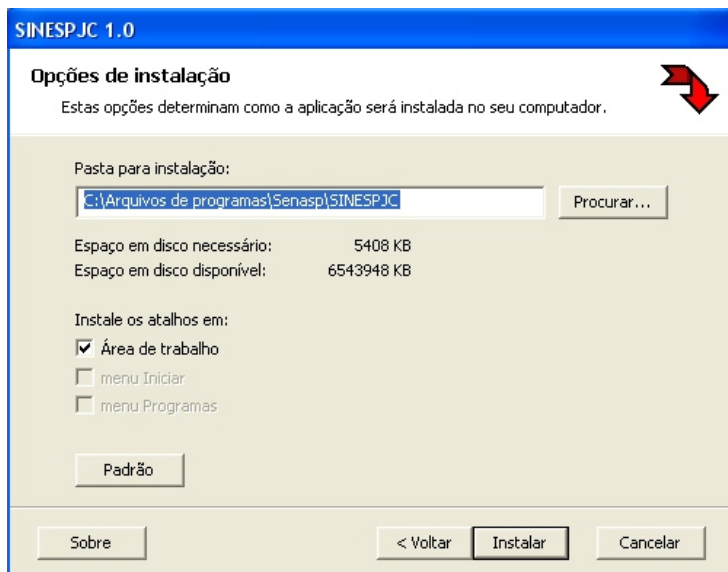 SINESPJC 1.0
Opções de instalação
Estas opções determinam como a aplicação será instalada no seu computador.
Pasta para instalação:
C:\Arquivos de programas\Senasp\SINESPJC
Procurar...
Espaço em disco necessário: 5408 KB
Espaço em disco disponível: 6543948 KB
Instale os atalhos em:
Área de trabalho
menu Iniciar
menu Programas
Padrão
Sobre
< Voltar
Instalar
Cancelar